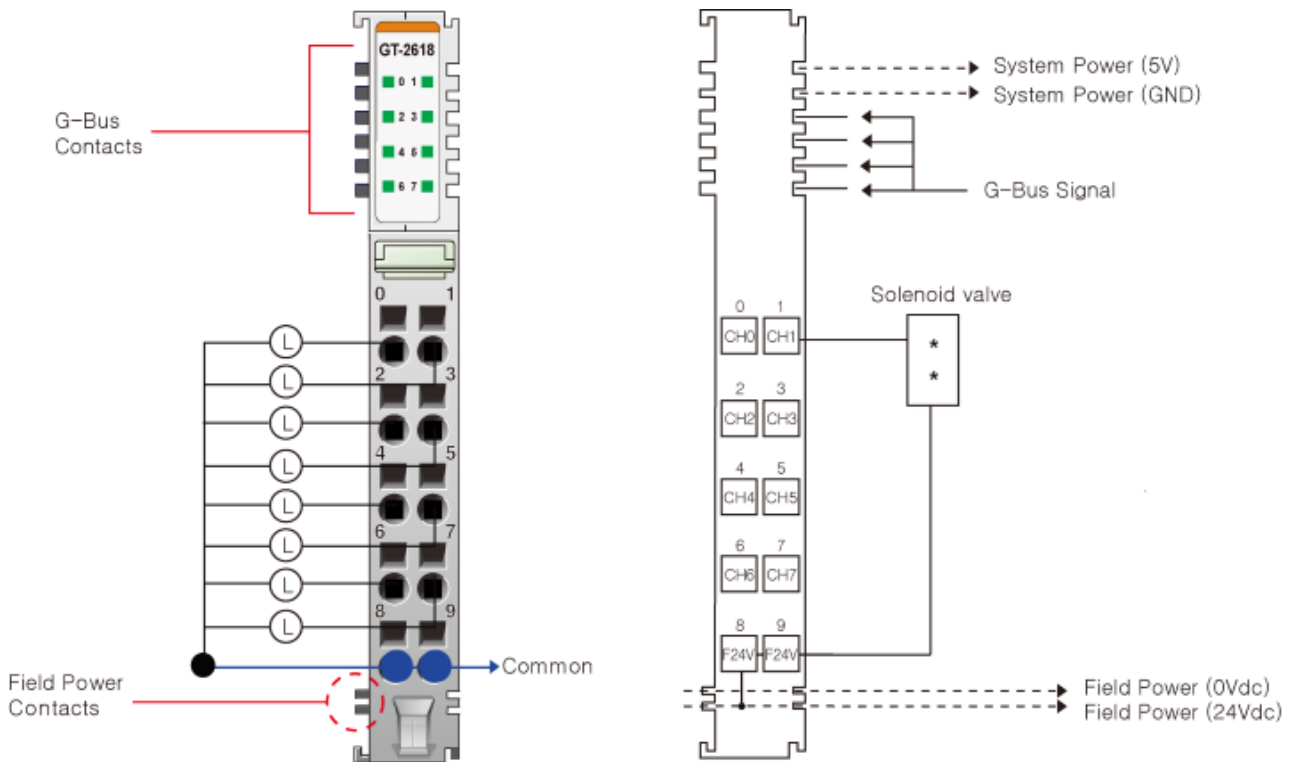 GT-2618
0 1
2 3
4 5
6 7
G-Bus
Contacts
0 1
L
L
2 3
L
L
4 5
L
L
6 7
L
L
8 9
Common
Field Power
Contacts
System Power (5V)
System Power (GND)
G-Bus Signal
Solenoid valve
0 1
CH0 CH1
*
*
2 3
CH2 CH3
4 5
CH4 CH5
6 7
CH6 CH7
8 9
F24V F24V
Field Power (0Vdc)
Field Power (24Vdc)